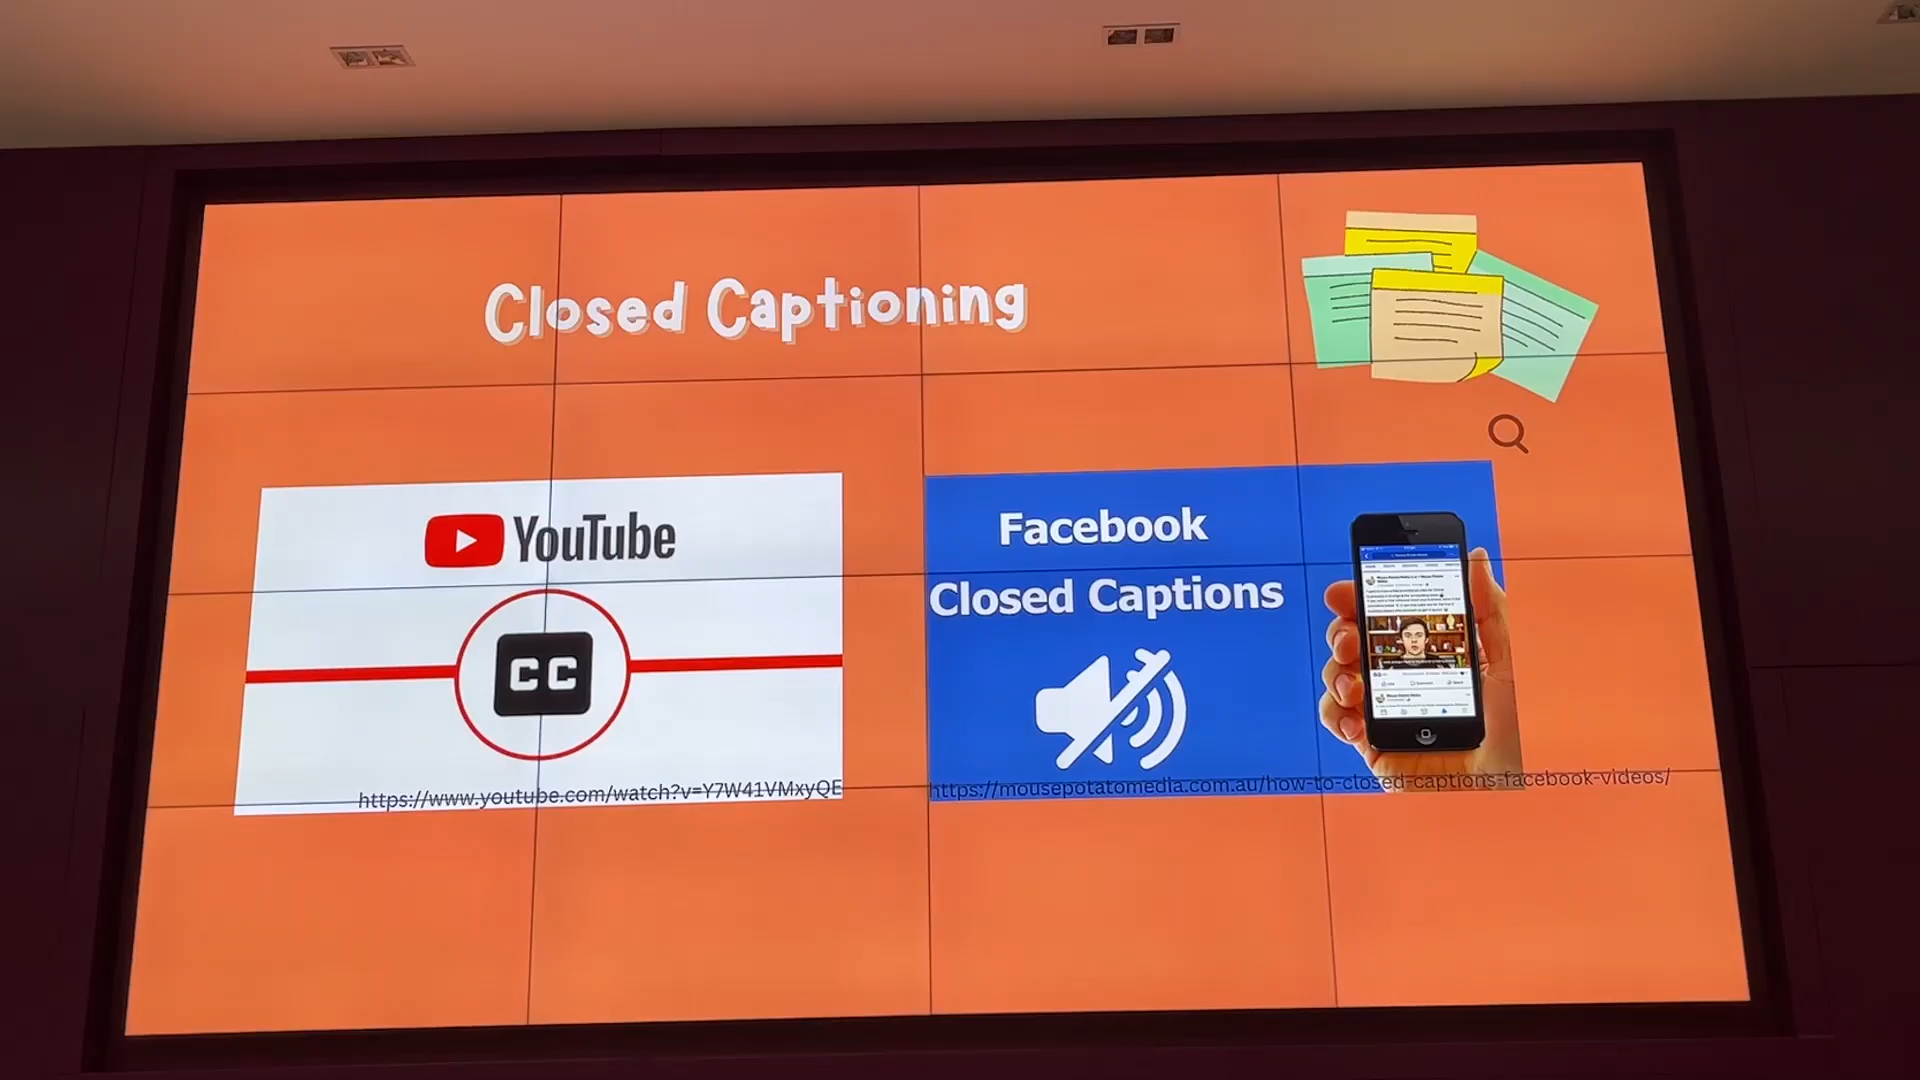 Closed Captioning
YouTube
CC
https://www.youtube.com/watch?v=Y7W41VMxyQE
Facebook
Closed Captions
https://mousepotatomedia.com.au/how-to-closed-captions-facebook-videos/